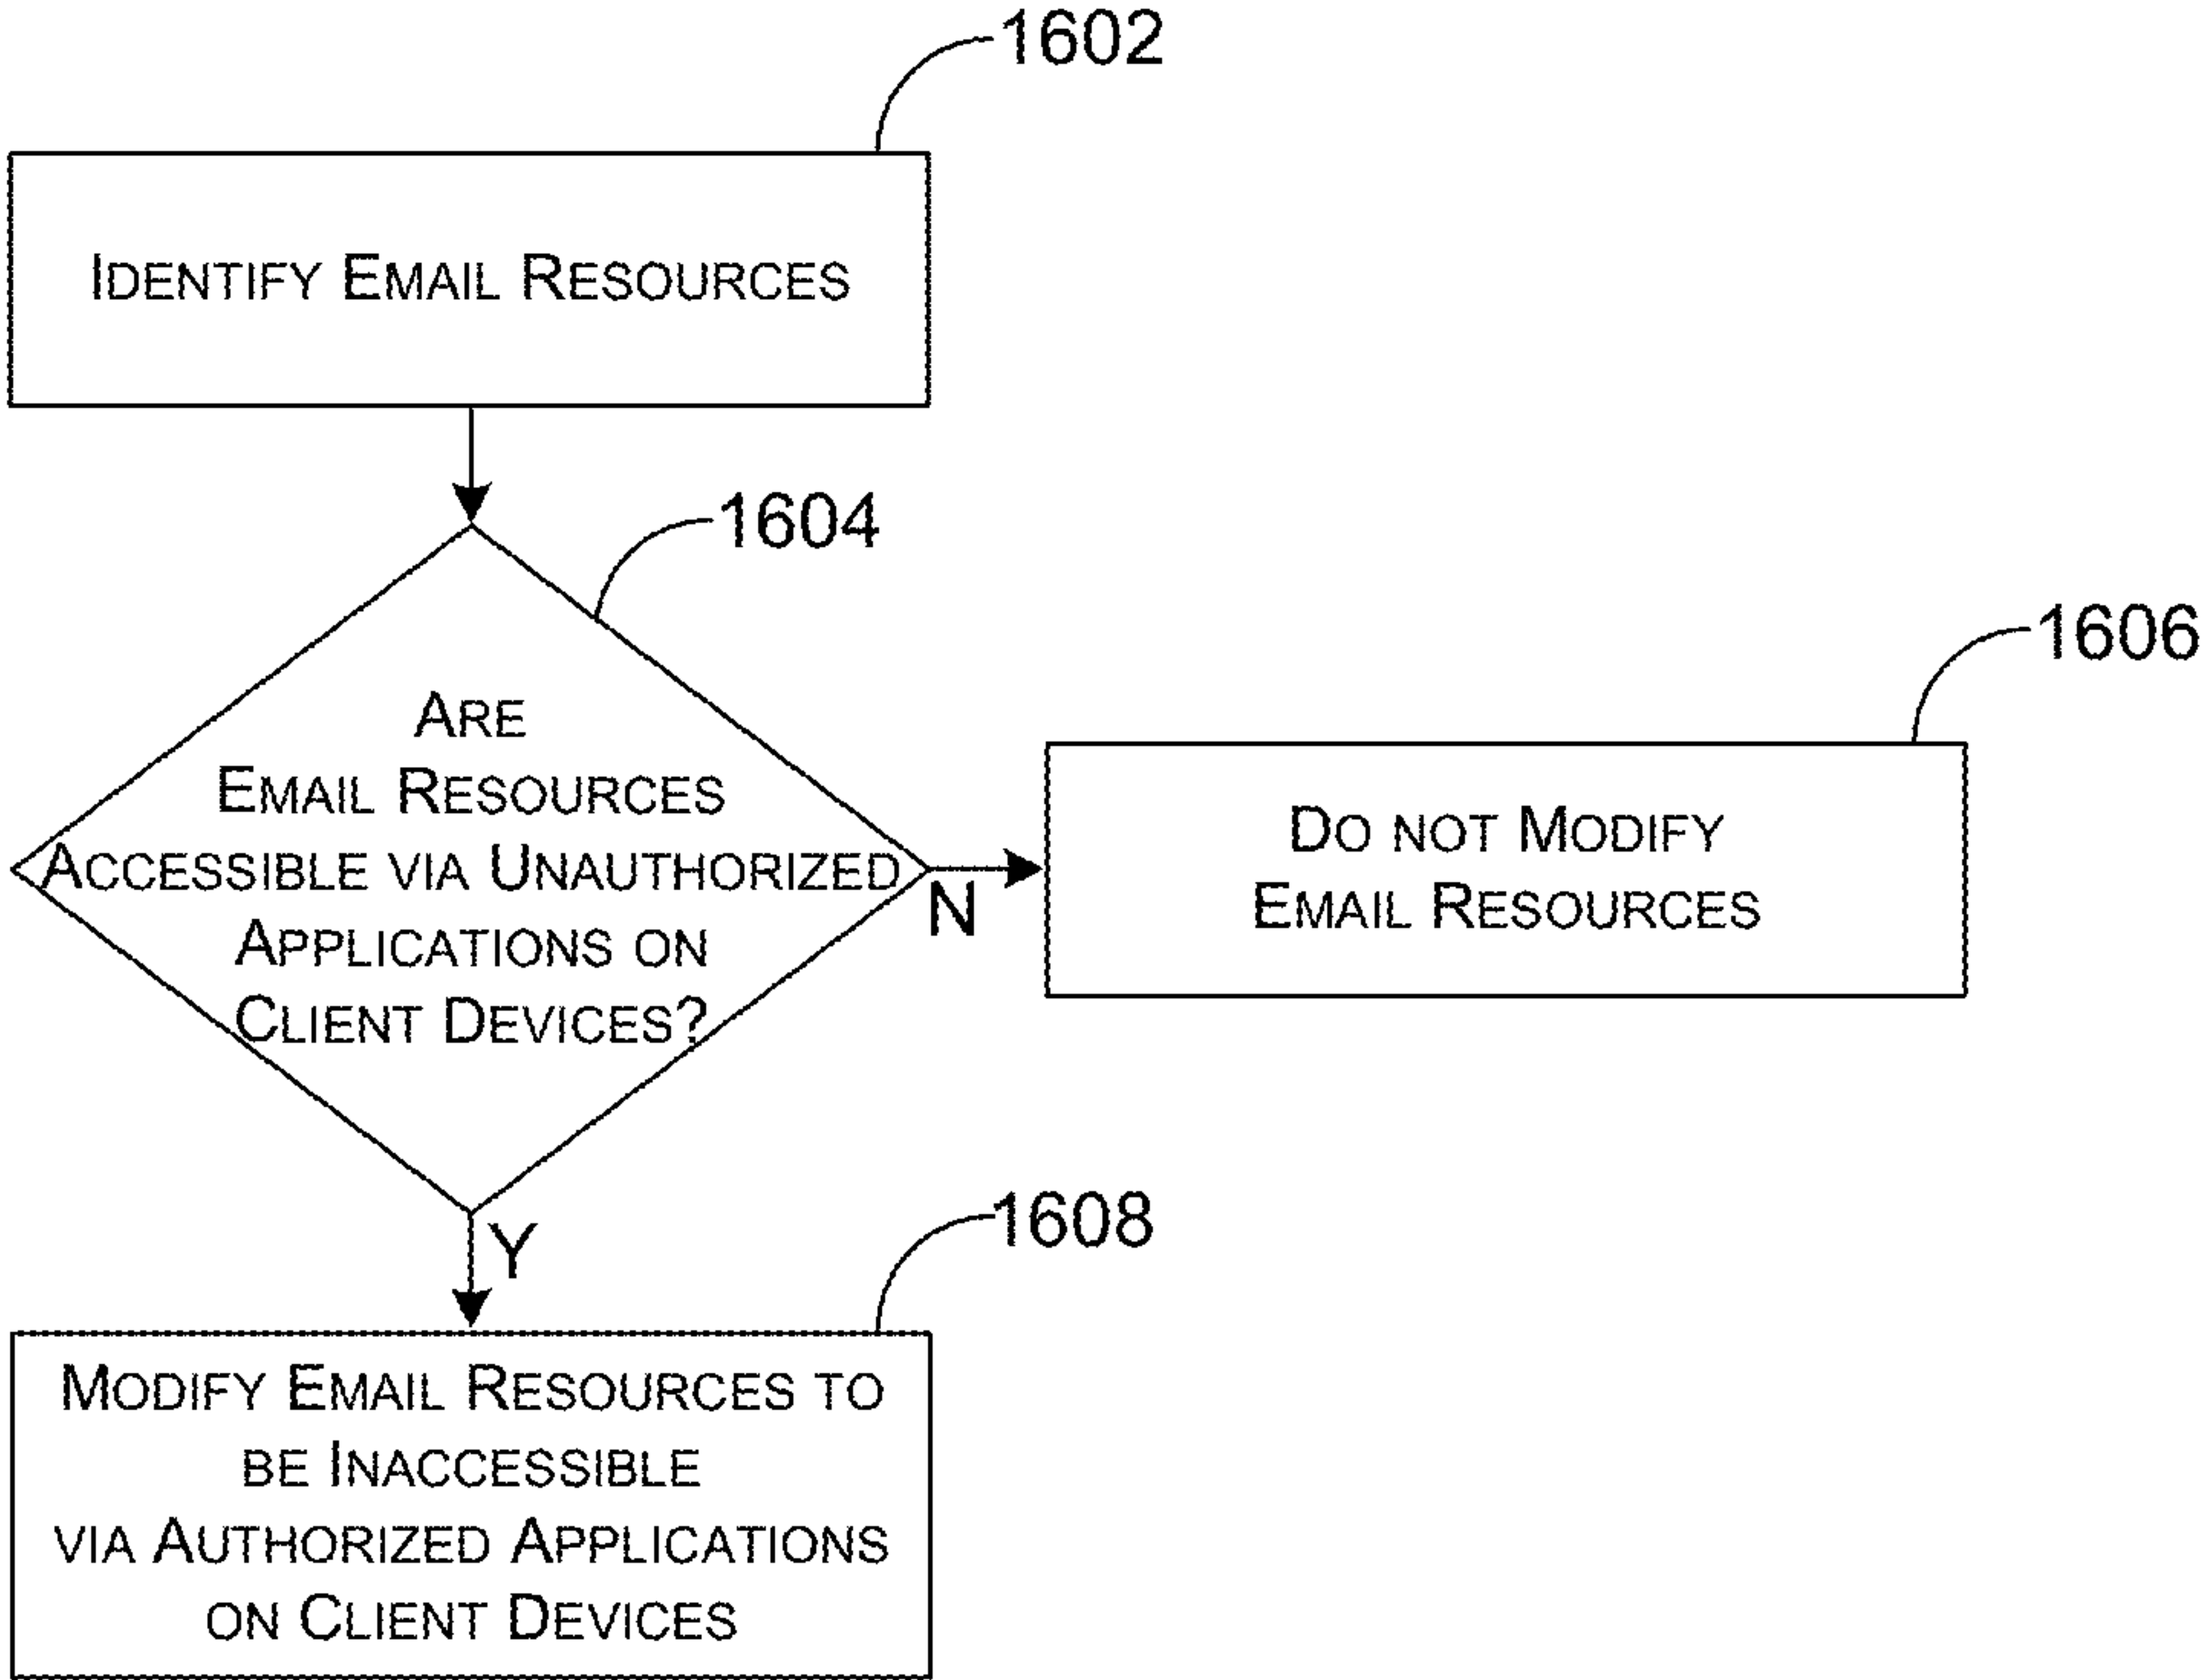 1602
IDENTIFY EMAIL RESOURCES
1604
ARE
EMAIL RESOURCES
ACCESSIBLE VIA UNAUTHORIZED
APPLICATIONS ON
CLIENT DEVICES?
N
1606
DO NOT MODIFY
EMAIL RESOURCES
Y
1608
MODIFY EMAIL RESOURCES TO
BE INACCESSIBLE
VIA AUTHORIZED APPLICATIONS
ON CLIENT DEVICES